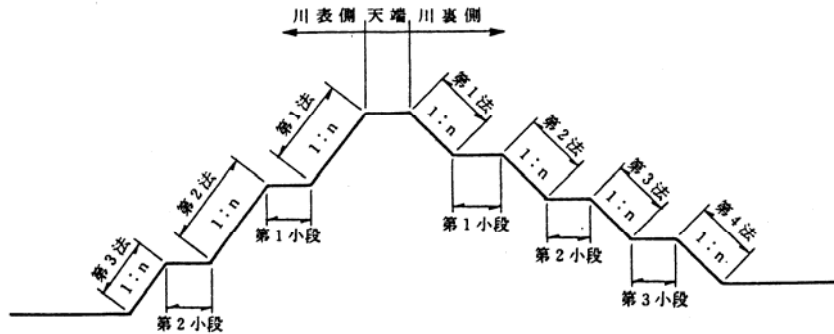 川表側 天端 川裏側
第1法
1:n
第2法
1:n
第3法
1:n
第1小段
第2小段
第1法
1:n
第2法
1:n
第3法
1:n
第4法
1:n
第1小段
第2小段
第3小段